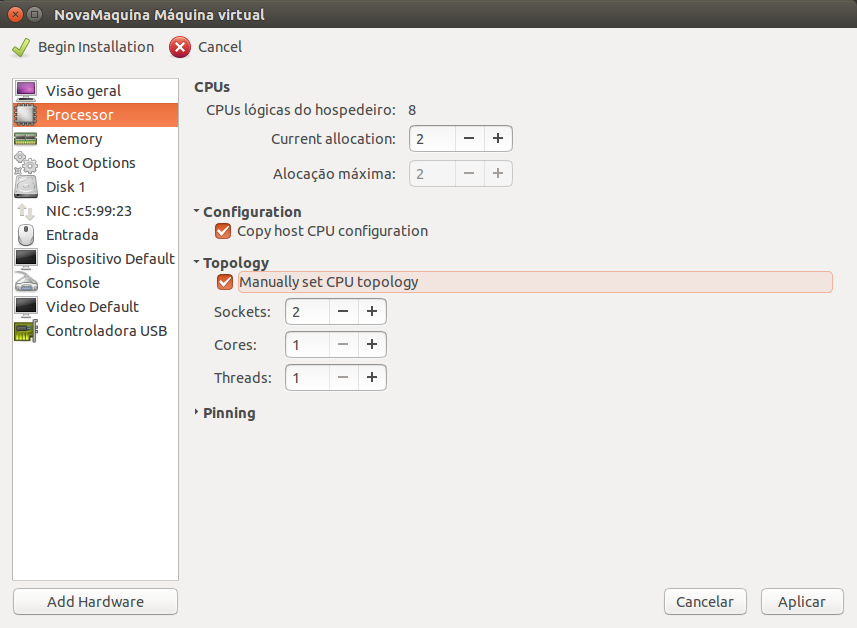 NovaMaquina Máquina virtual
Begin Installation Cancel
Visão geral
Processor
Memory
Boot Options
Disk 1
NIC :c5:99:23
Entrada
Dispositivo Default
Console
Video Default
Controladora USB
Add Hardware
CPUs
CPUs lógicas do hospedeiro: 8
Current allocation: 2
Alocação máxima: 2
Configuration
Copy host CPU configuration
Topology
Manually set CPU topology
Sockets: 2
Cores: 1
Threads: 1
Pinning
Cancelar Aplicar